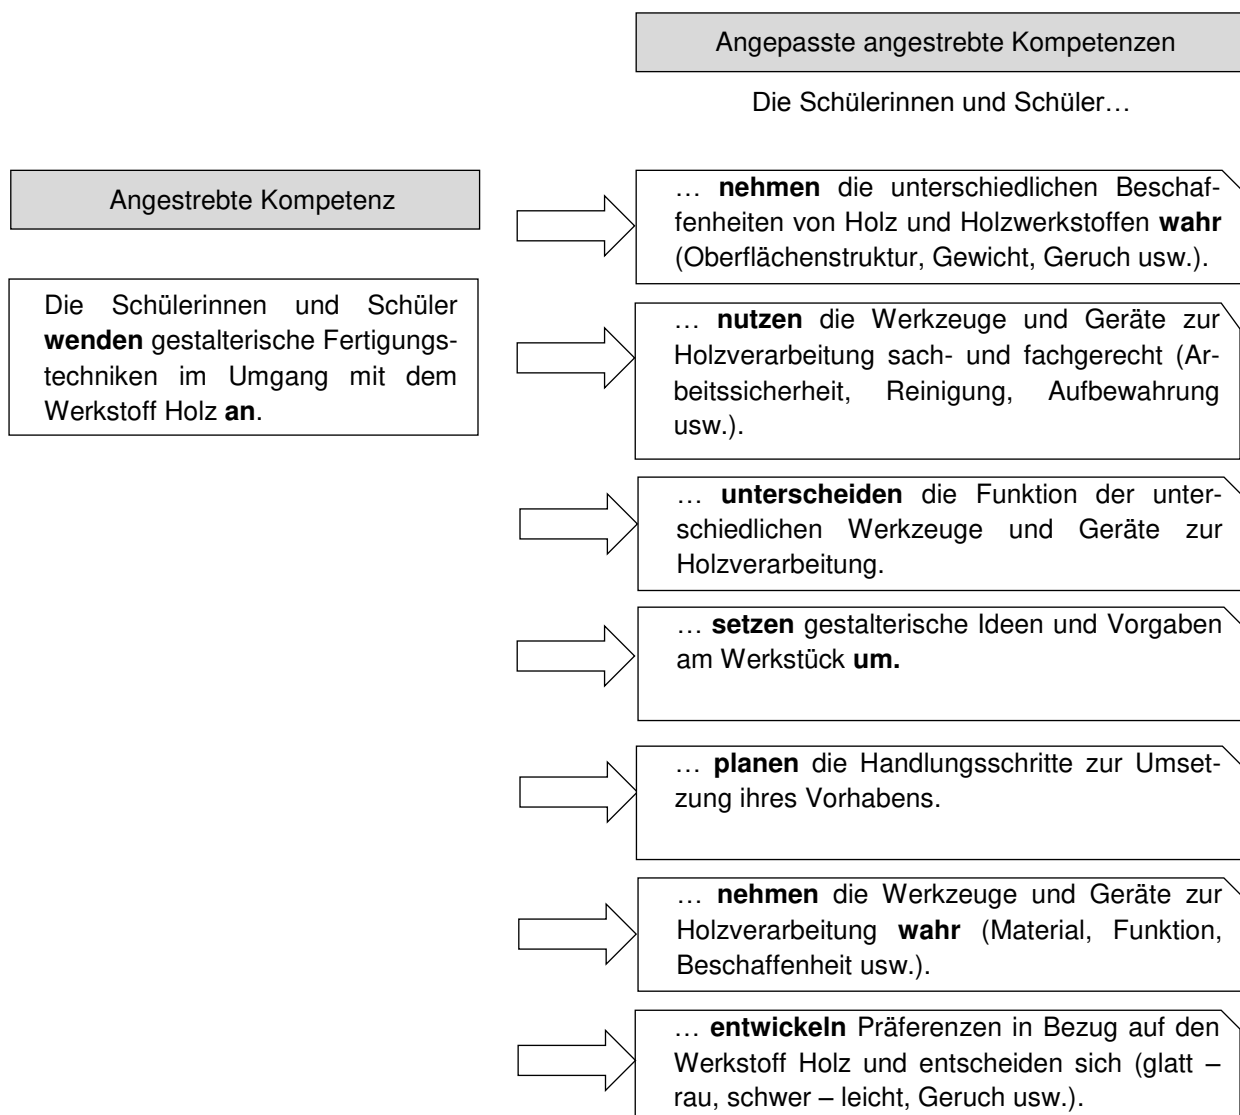 Angepasste angestrebte Kompetenzen
Die Schülerinnen und Schüler…
Angestrebte Kompetenz
Die Schülerinnen und Schüler
wenden gestalterische Fertigungs-
techniken im Umgang mit dem
Werkstoff Holz an.
… nehmen die unterschiedlichen Beschaf-
fenheiten von Holz und Holzwerkstoffen wahr
(Oberflächenstruktur, Gewicht, Geruch usw.).
… nutzen die Werkzeuge und Geräte zur
Holzverarbeitung sach- und fachgerecht (Ar-
beitssicherheit, Reinigung, Aufbewahrung
usw.).
… unterscheiden die Funktion der unter-
schiedlichen Werkzeuge und Geräte zur
Holzverarbeitung.
… setzen gestalterische Ideen und Vorgaben
am Werkstück um.
… planen die Handlungsschritte zur Umset-
zung ihres Vorhabens.
… nehmen die Werkzeuge und Geräte zur
Holzverarbeitung wahr (Material, Funktion,
Beschaffenheit usw.).
… entwickeln Präferenzen in Bezug auf den
Werkstoff Holz und entscheiden sich (glatt –
rau, schwer – leicht, Geruch usw.).